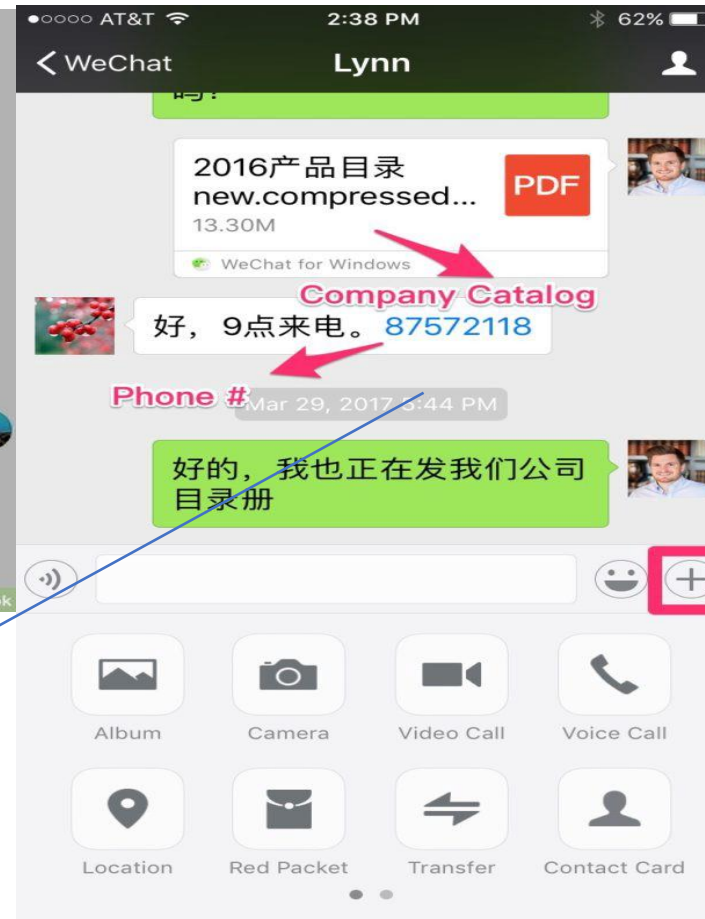 AT&T 2:38 PM 62%
WeChat Lynn
吗?
2016产品目录
new.compressed...
PDF
13.30M
WeChat for Windows
Company Catalog
好，9点来电。87572118
Phone #
Mar 29, 2017 5:44 PM
好的，我也正在发我们公司
目录册
Album Camera Video Call Voice Call
Location Red Packet Transfer Contact Card